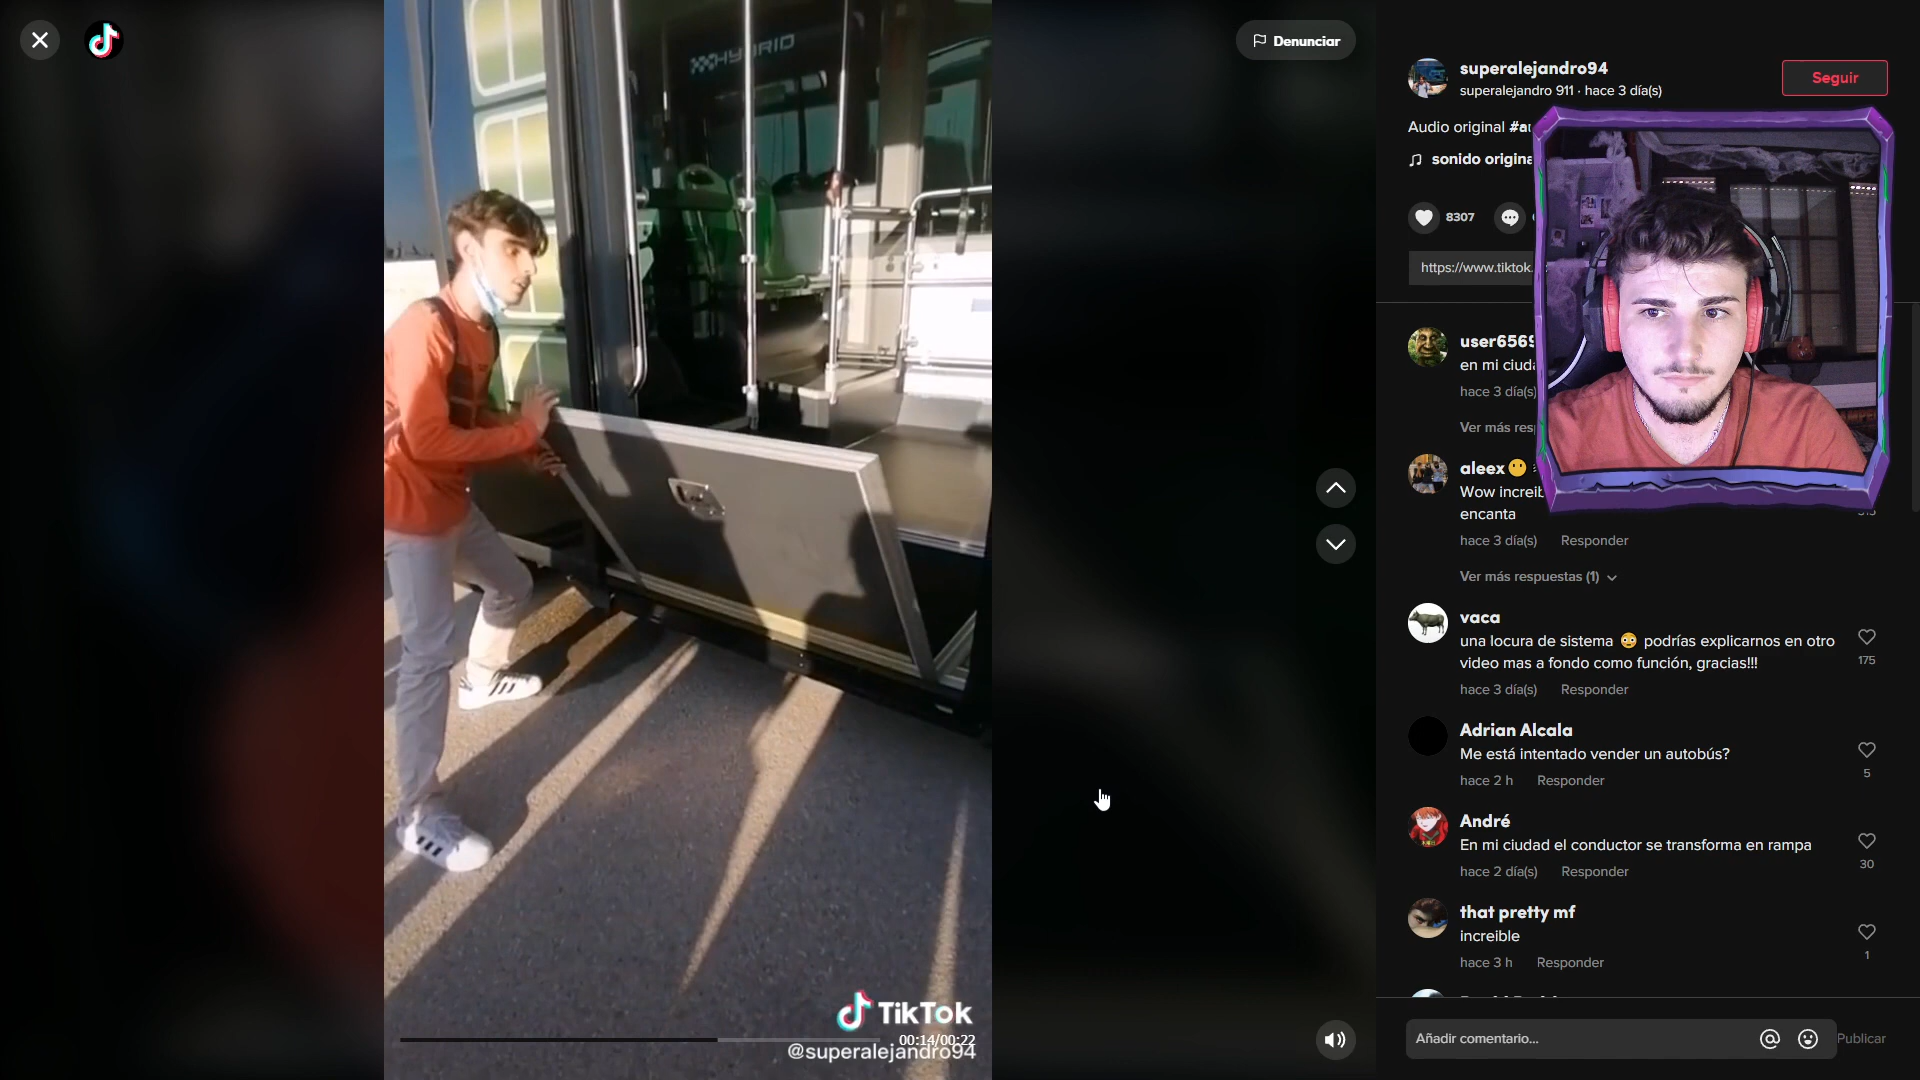 HYBRID
TikTok
00:14/00:22
@superalejandro94
Denunciar
superalejandro94
superalejandro 911 · hace 3 día(s)
Seguir
Audio original
sonido
8307
https://www.tiktok.
en mi
hace 3 día(s)
Ver más
aleex😶
Wow
encanta
hace 3 día(s) Responder
Ver más respuestas (1)
vaca
una locura de sistema 😳 podrías explicarnos en otro
video mas a fondo como función, gracias!!!
175
hace 3 día(s) Responder
Adrian Alcala
Me está intentado vender un autobús?
5
hace 2 h Responder
André
En mi ciudad el conductor se transforma en rampa
30
hace 2 día(s) Responder
that pretty mf
increible
1
hace 3 h Responder
Añadir comentario...
Publicar